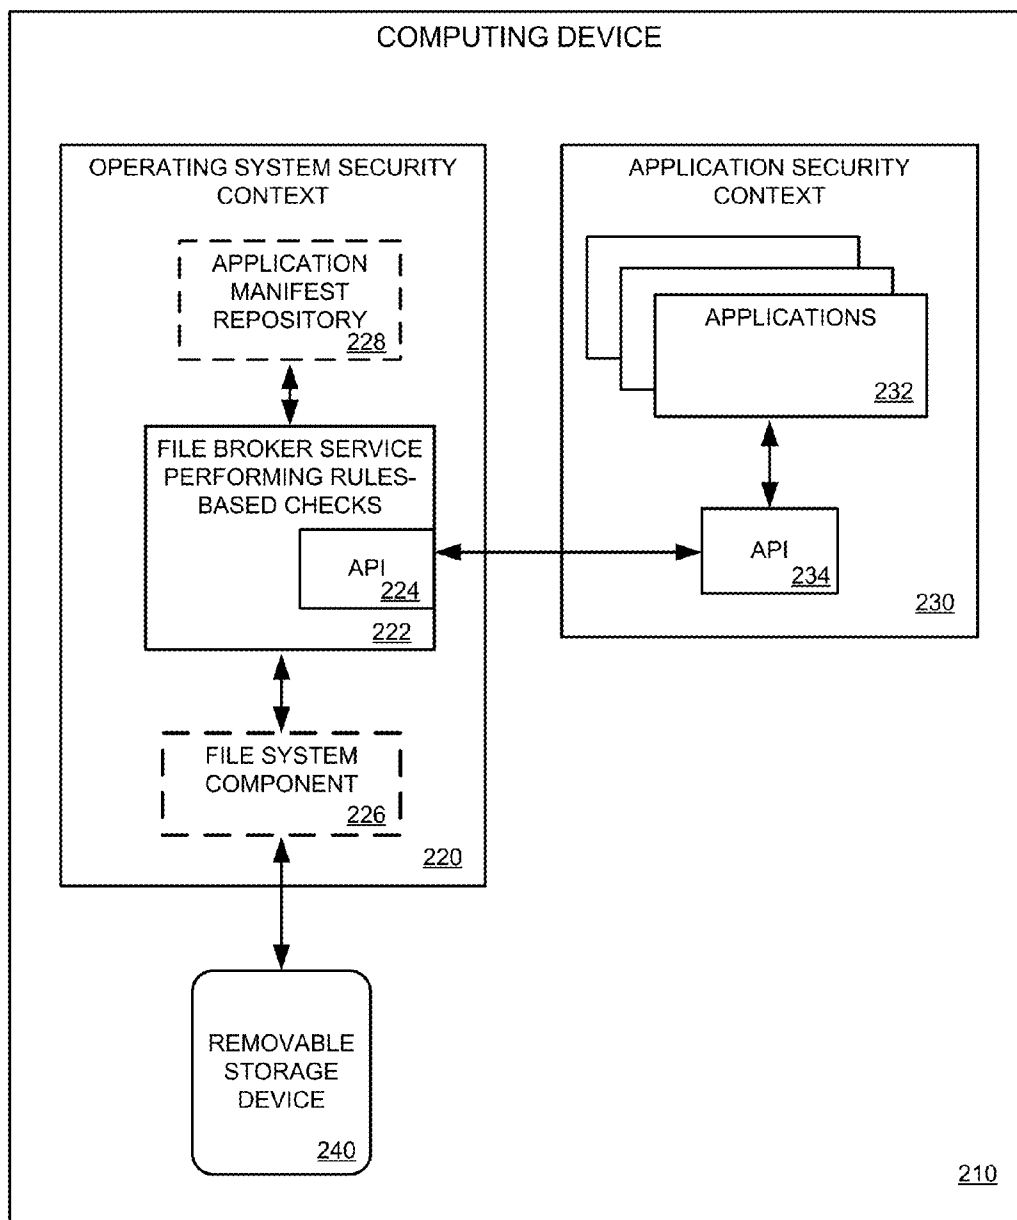 COMPUTING DEVICE
OPERATING SYSTEM SECURITY
CONTEXT
APPLICATION
MANIFEST
REPOSITORY
228
FILE BROKER SERVICE
PERFORMING RULES-
BASED CHECKS
API
224
222
FILE SYSTEM
COMPONENT
226
220
REMOVABLE
STORAGE
DEVICE
240
APPLICATION SECURITY
CONTEXT
APPLICATIONS
232
API
234
230
210